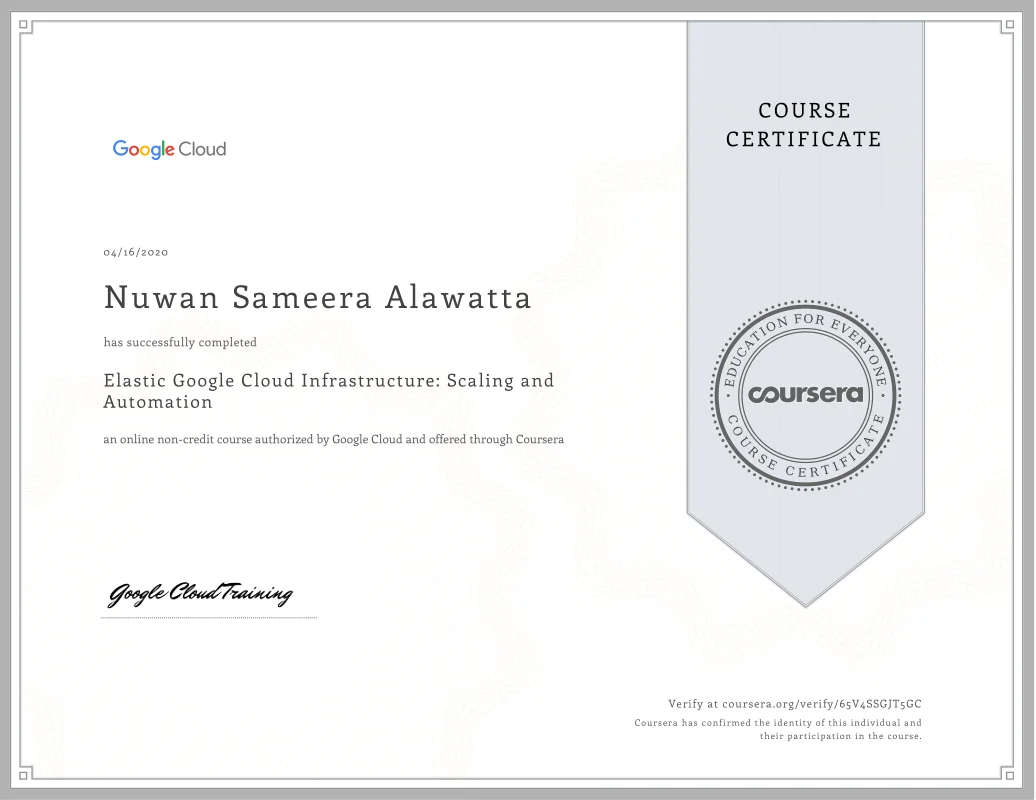 COURSE
CERTIFICATE
Google Cloud
04/16/2020
Nuwan Sameera Alawatta
has successfully completed
Elastic Google Cloud Infrastructure: Scaling and
Automation
an online non-credit course authorized by Google Cloud and offered through Coursera
EDUCATION FOR EVERYONE
coursera
COURSE CERTIFICATE
Google Cloud Training
Verify at coursera.org/verify/65V4SSGJT5GC
Coursera has confirmed the identity of this individual and
their participation in the course.